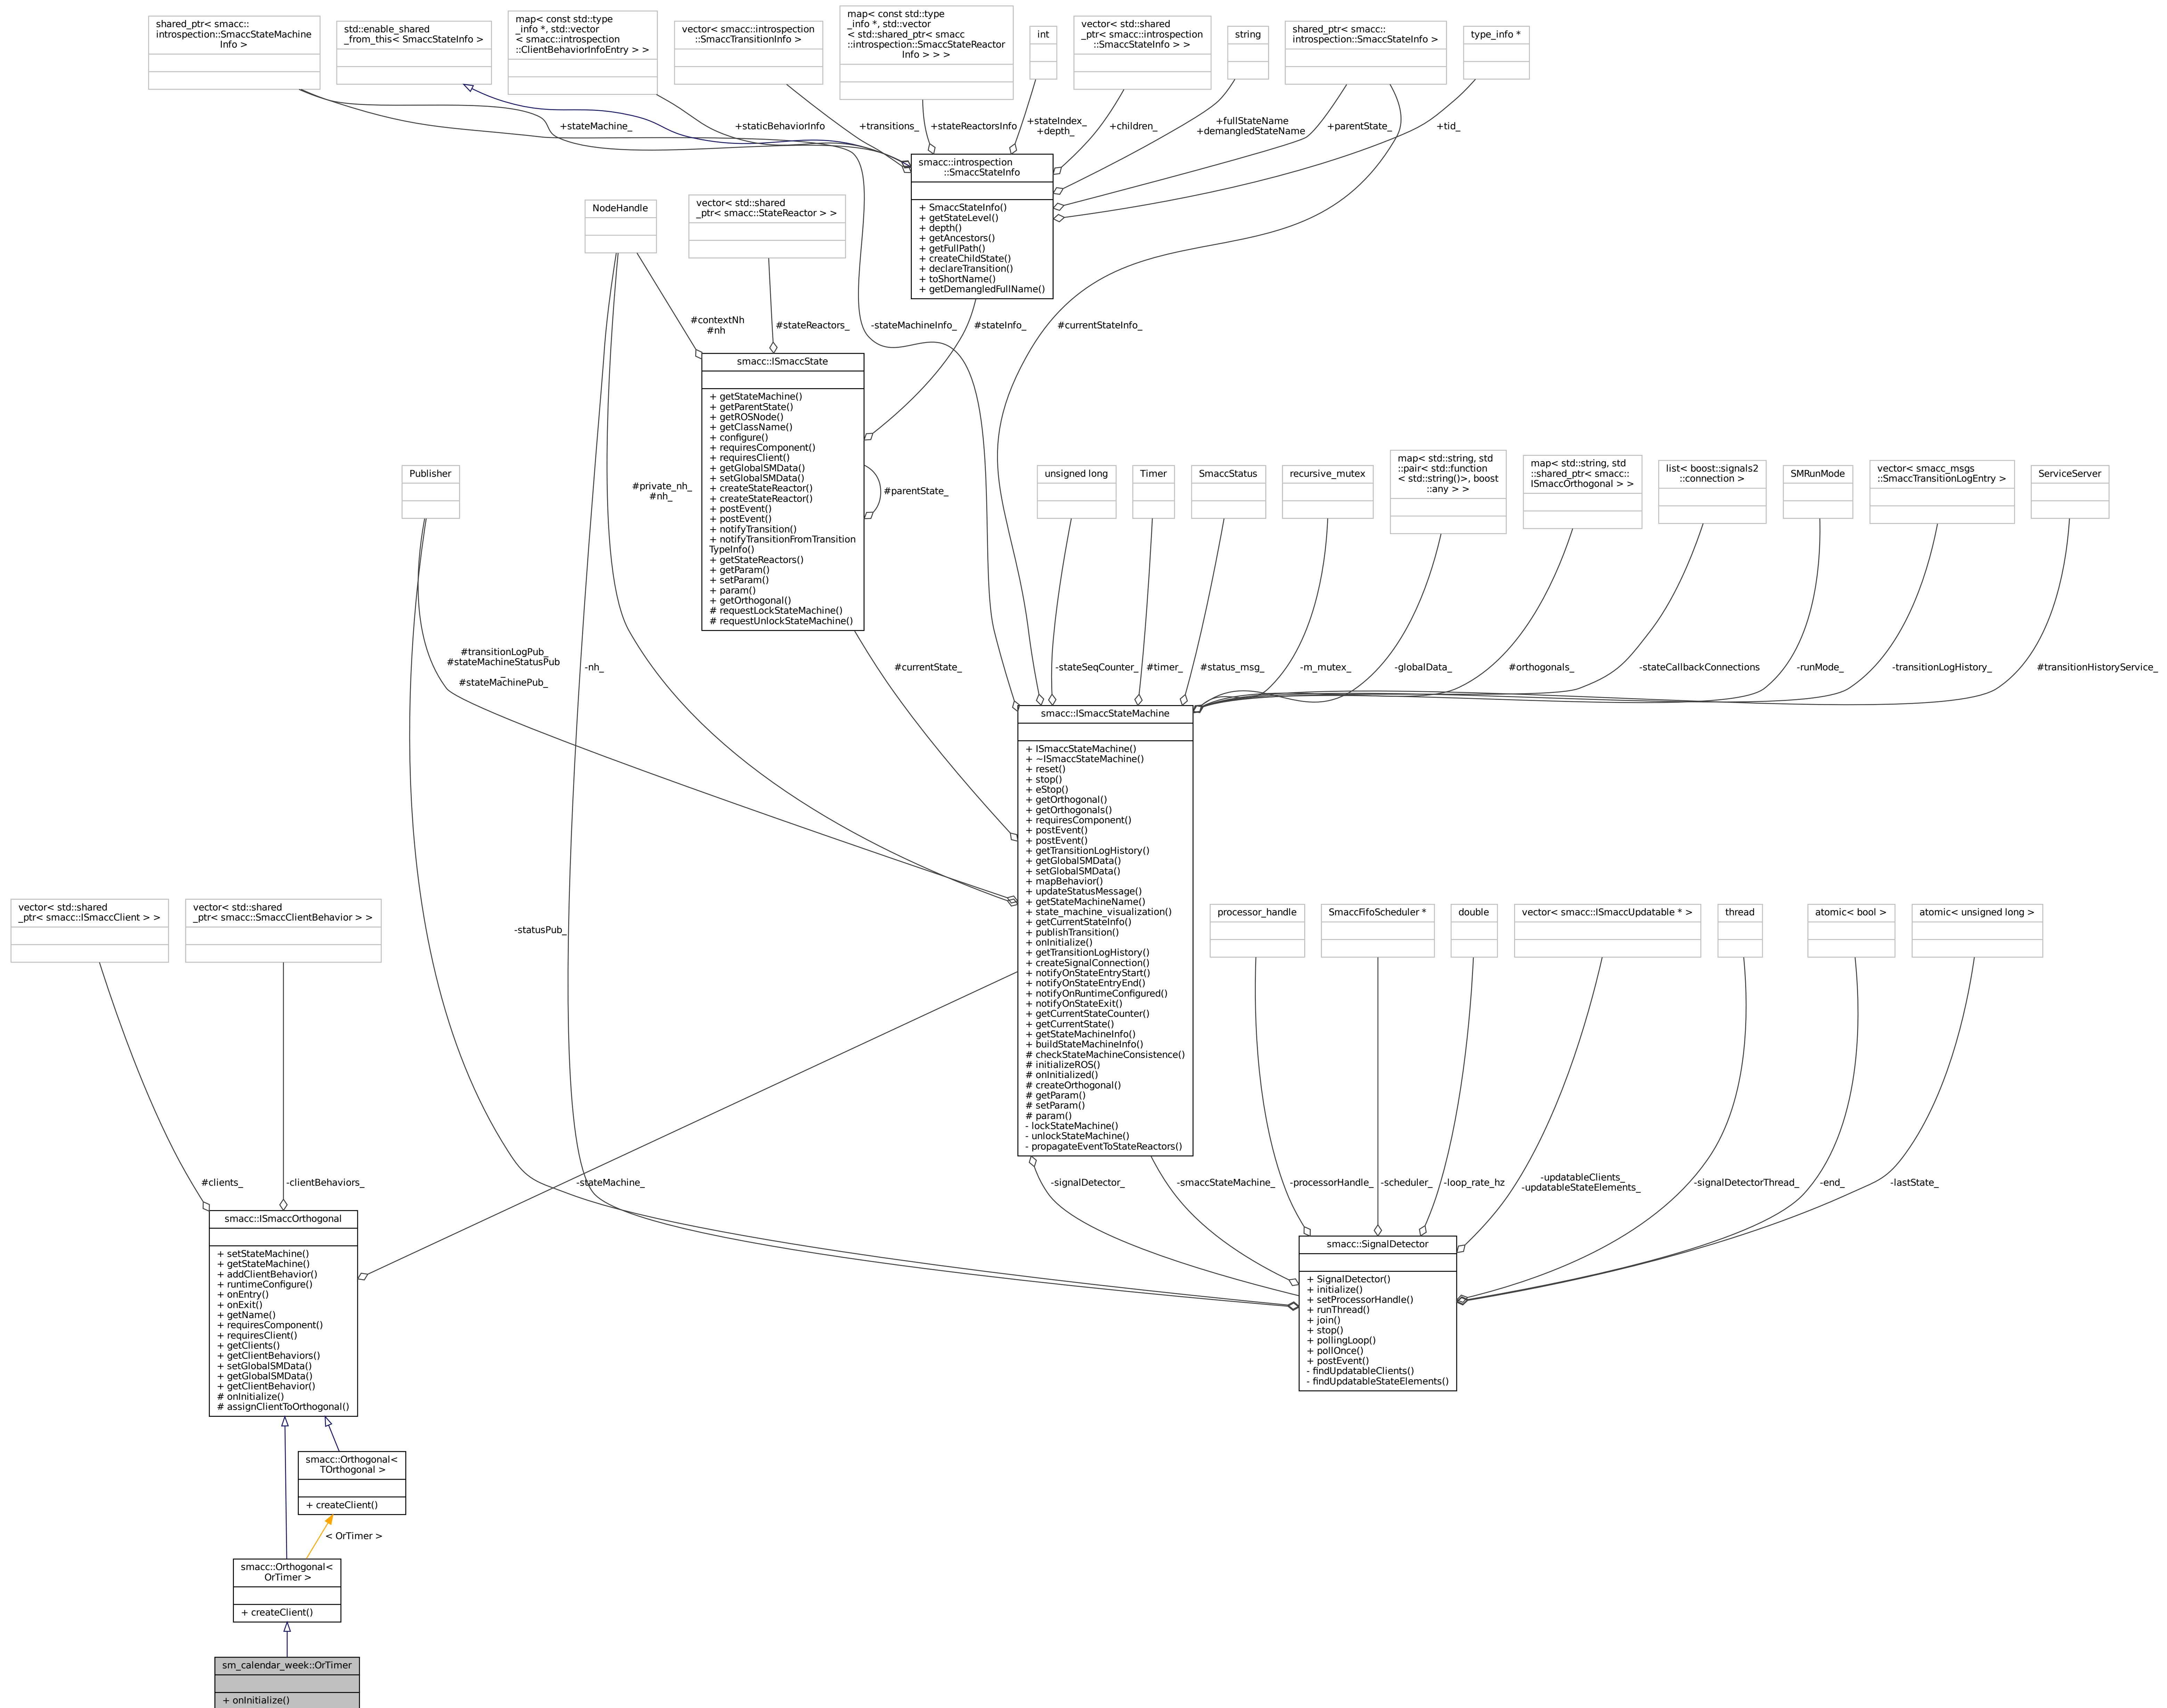 shared_ptr< smacc::
introspection::SmaccStateMachine
Info >
std::enable_shared
_from_this< SmaccStateInfo >
map< const std::type
_info *, std::vector
< smacc::introspection
::ClientBehaviorInfoEntry > >
vector< smacc::introspection
::SmaccTransitionInfo >
map< const std::type
_info *, std::vector
< std::shared_ptr< smacc
::introspection::SmaccStateReactor
Info > > >
int
vector< std::shared
_ptr< smacc::introspection
::SmaccStateInfo > >
string
shared_ptr< smacc::
introspection::SmaccStateInfo >
type_info *
+stateMachine_
+staticBehaviorInfo
+transitions_
+stateReactorsInfo
+stateIndex_
+depth_
+children_
+fullStateName
+demangledStateName
+parentState_
+tid_
smacc::introspection
::SmaccStateInfo
+ SmaccStateInfo()
+ getStateLevel()
+ depth()
+ getAncestors()
+ getFullPath()
+ createChildState()
+ declareTransition()
+ toShortName()
+ getDemangledFullName()
NodeHandle
vector< std::shared
_ptr< smacc::StateReactor > >
#contextNh
#nh
#stateReactors_
-stateMachineInfo_
#stateInfo_
#currentStateInfo_
smacc::ISmaccState
+ getStateMachine()
+ getParentState()
+ getROSNode()
+ getClassName()
+ configure()
+ requiresComponent()
+ requiresClient()
+ getGlobalSMData()
+ setGlobalSMData()
+ createStateReactor()
+ createStateReactor()
+ postEvent()
+ postEvent()
+ notifyTransition()
+ notifyTransitionFromTransition
TypeInfo()
+ getStateReactors()
+ getParam()
+ setParam()
+ param()
+ getOrthogonal()
# requestLockStateMachine()
# requestUnlockStateMachine()
#parentState_
Publisher
#private_nh_
#nh_
unsigned long
Timer
SmaccStatus
recursive_mutex
map< std::string, std
::pair< std::function
< std::string()>, boost
::any > >
map< std::string, std
::shared_ptr< smacc::
ISmaccOrthogonal > >
list< boost::signals2
::connection >
SMRunMode
vector< smacc_msgs
::SmaccTransitionLogEntry >
ServiceServer
#transitionLogPub_
#stateMachineStatusPub
_
#stateMachinePub_
-nh_
#currentState_
-stateSeqCounter_
#timer_
#status_msg_
-m_mutex_
-globalData_
#orthogonals_
-stateCallbackConnections
-runMode_
-transitionLogHistory_
#transitionHistoryService_
smacc::ISmaccStateMachine
+ ISmaccStateMachine()
+ ~ISmaccStateMachine()
+ reset()
+ stop()
+ eStop()
+ getOrthogonal()
+ getOrthogonals()
+ requiresComponent()
+ postEvent()
+ postEvent()
+ getTransitionLogHistory()
+ getGlobalSMData()
+ setGlobalSMData()
+ mapBehavior()
+ updateStatusMessage()
+ getStateMachineName()
+ state_machine_visualization()
+ getCurrentStateInfo()
+ publishTransition()
+ onInitialize()
+ getTransitionLogHistory()
+ createSignalConnection()
+ notifyOnStateEntryStart()
+ notifyOnStateEntryEnd()
+ notifyOnRuntimeConfigured()
+ notifyOnStateExit()
+ getCurrentStateCounter()
+ getCurrentState()
+ getStateMachineInfo()
+ buildStateMachineInfo()
# checkStateMachineConsistence()
# initializeROS()
# onInitialized()
# createOrthogonal()
# getParam()
# setParam()
# param()
- lockStateMachine()
- unlockStateMachine()
- propagateEventToStateReactors()
vector< std::shared
_ptr< smacc::ISmaccClient > >
vector< std::shared
_ptr< smacc::SmaccClientBehavior > >
-statusPub_
processor_handle
SmaccFifoScheduler *
double
vector< smacc::ISmaccUpdatable * >
thread
atomic< bool >
atomic< unsigned long >
#clients_
-clientBehaviors_
-stateMachine_
-signalDetector_
-smaccStateMachine_
-processorHandle_
-scheduler_
-loop_rate_hz
-updatableClients_
-updatableStateElements_
-signalDetectorThread_
-end_
-lastState_
smacc::ISmaccOrthogonal
+ setStateMachine()
+ getStateMachine()
+ addClientBehavior()
+ runtimeConfigure()
+ onEntry()
+ onExit()
+ getName()
+ requiresComponent()
+ requiresClient()
+ getClients()
+ getClientBehaviors()
+ setGlobalSMData()
+ getGlobalSMData()
+ getClientBehavior()
# onInitialize()
# assignClientToOrthogonal()
smacc::SignalDetector
+ SignalDetector()
+ initialize()
+ setProcessorHandle()
+ runThread()
+ join()
+ stop()
+ pollingLoop()
+ pollOnce()
+ postEvent()
- findUpdatableClients()
- findUpdatableStateElements()
smacc::Orthogonal<
TOrthogonal >
+ createClient()
< OrTimer >
smacc::Orthogonal<
OrTimer >
+ createClient()
sm_calendar_week::OrTimer
+ onInitialize()